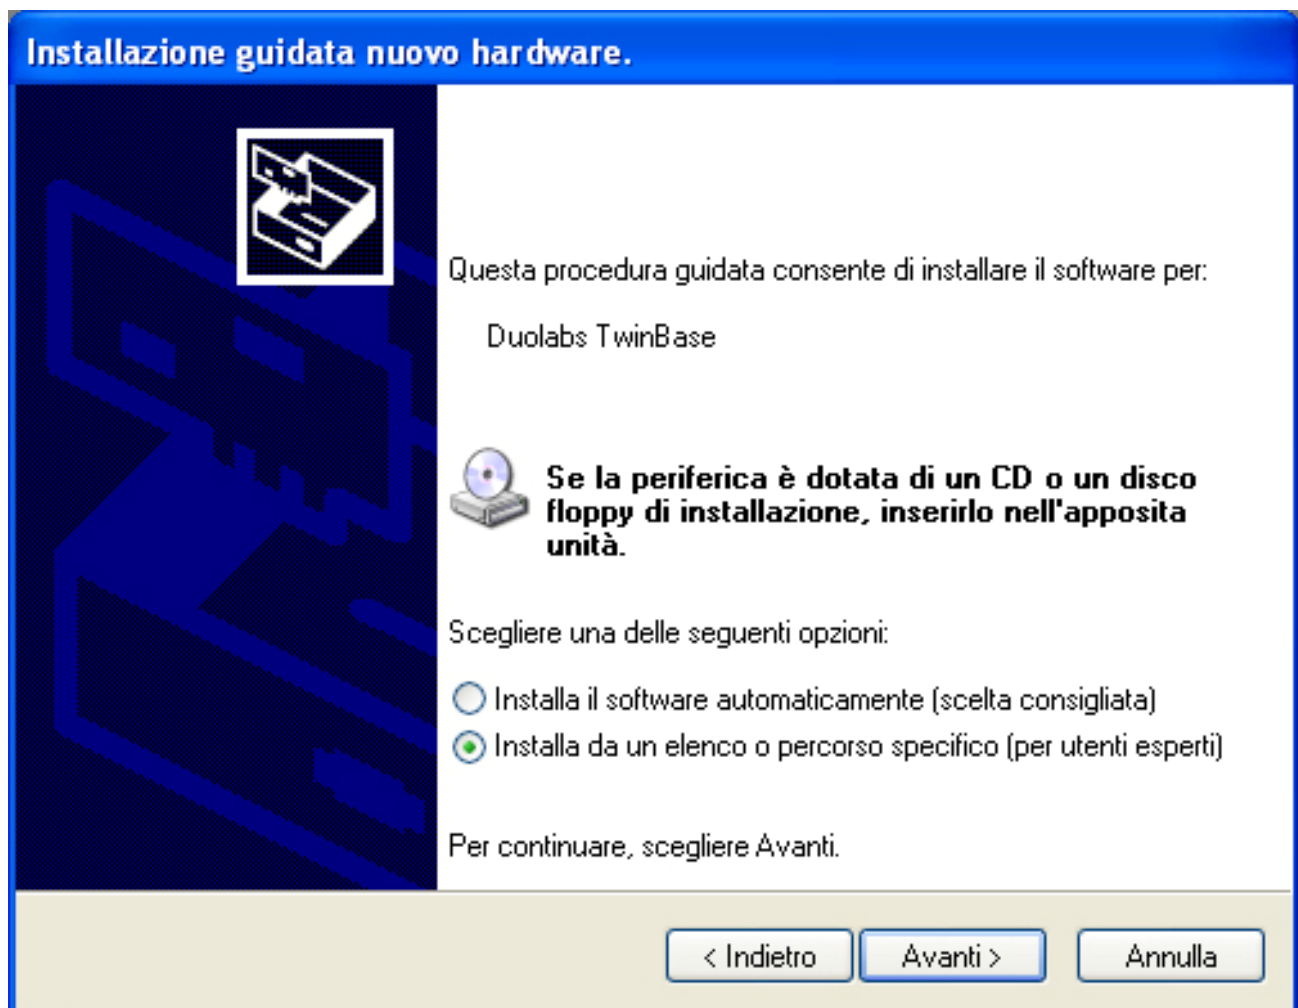 Installazione guidata nuovo hardware.
Questa procedura guidata consente di installare il software per:
Duolabs TwinBase
Se la periferica è dotata di un CD o un disco
floppy di installazione, inserirlo nell'apposita
unità.
Scegliere una delle seguenti opzioni:
Installa il software automaticamente (scelta consigliata)
Installa da un elenco o percorso specifico (per utenti esperti)
Per continuare, scegliere Avanti.
< Indietro Avanti > Annulla